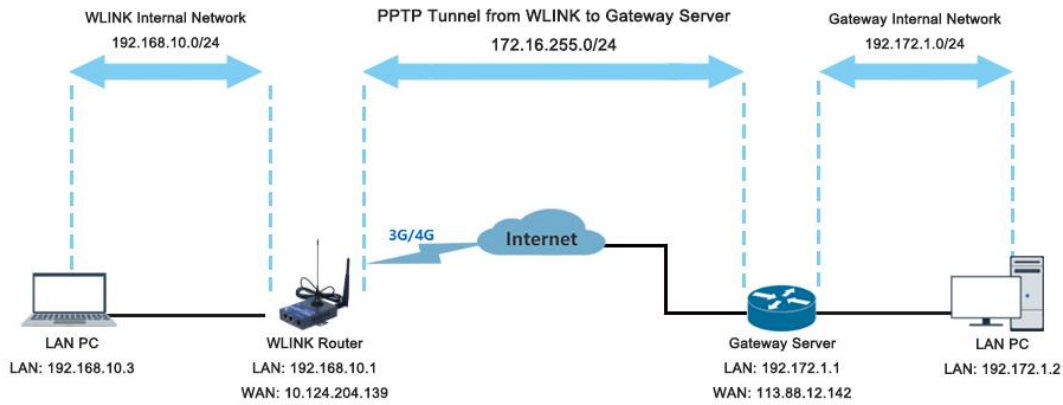 WLINK Internal Network
192.168.10.0/24
PPTP Tunnel from WLINK to Gateway Server
172.16.255.0/24
Gateway Internal Network
192.172.1.0/24
3G/4G
Internet
LAN PC
LAN: 192.168.10.3
WLINK Router
LAN: 192.168.10.1
WAN: 10.124.204.139
Gateway Server
LAN: 192.172.1.1
WAN: 113.88.12.142
LAN PC
LAN: 192.172.1.2